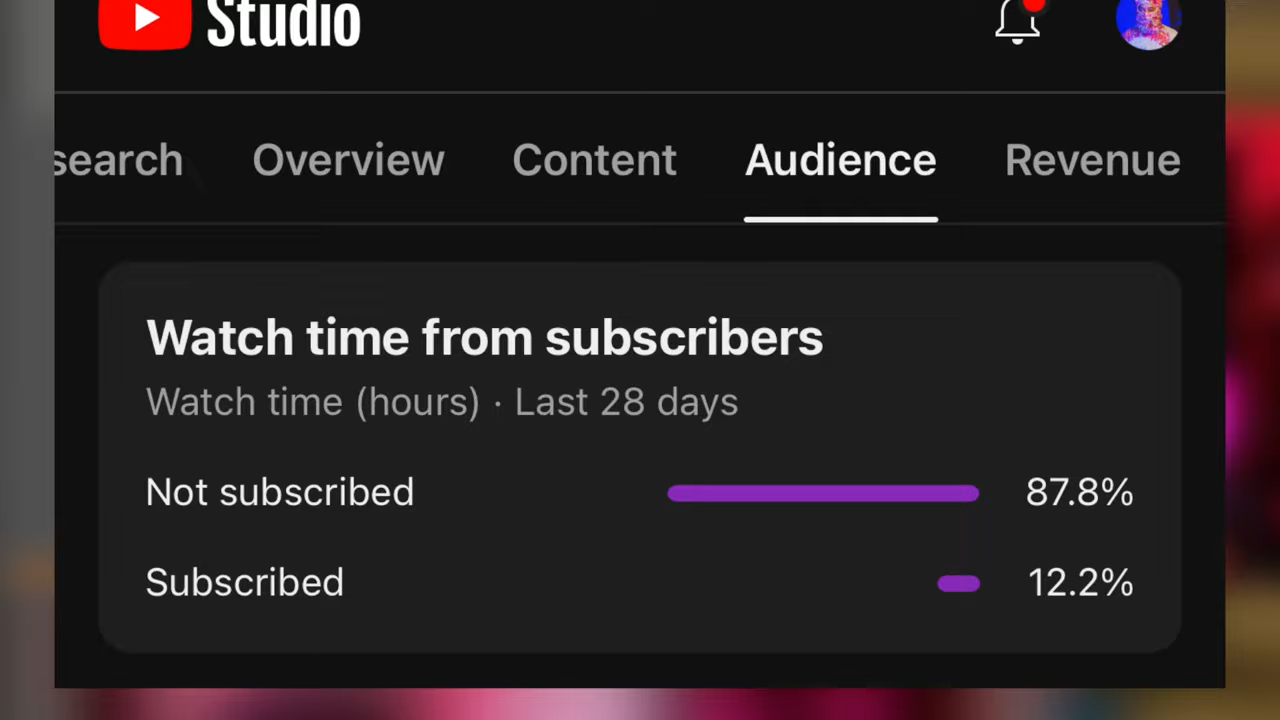 Studio
search Overview Content Audience Revenue
Watch time from subscribers
Watch time (hours) · Last 28 days
Not subscribed 87.8%
Subscribed 12.2%